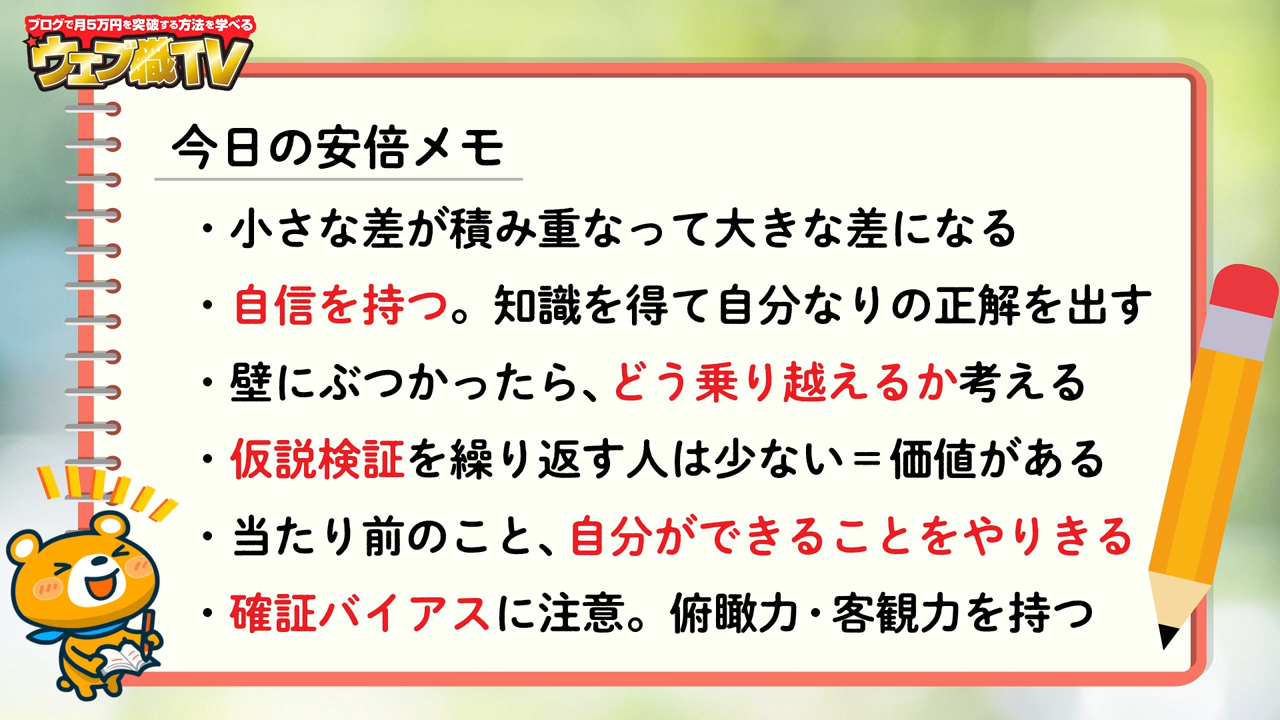 ブログで月5万円を突破する方法を学べる
ウェブ職TV
今日の安倍メモ
・小さな差が積み重なって大きな差になる
・自信を持つ。知識を得て自分なりの正解を出す
・壁にぶつかったら、どう乗り越えるか考える
・仮説検証を繰り返す人は少ない＝価値がある
・当たり前のこと、自分ができることをやりきる
・確証バイアスに注意。俯瞰力・客観力を持つ